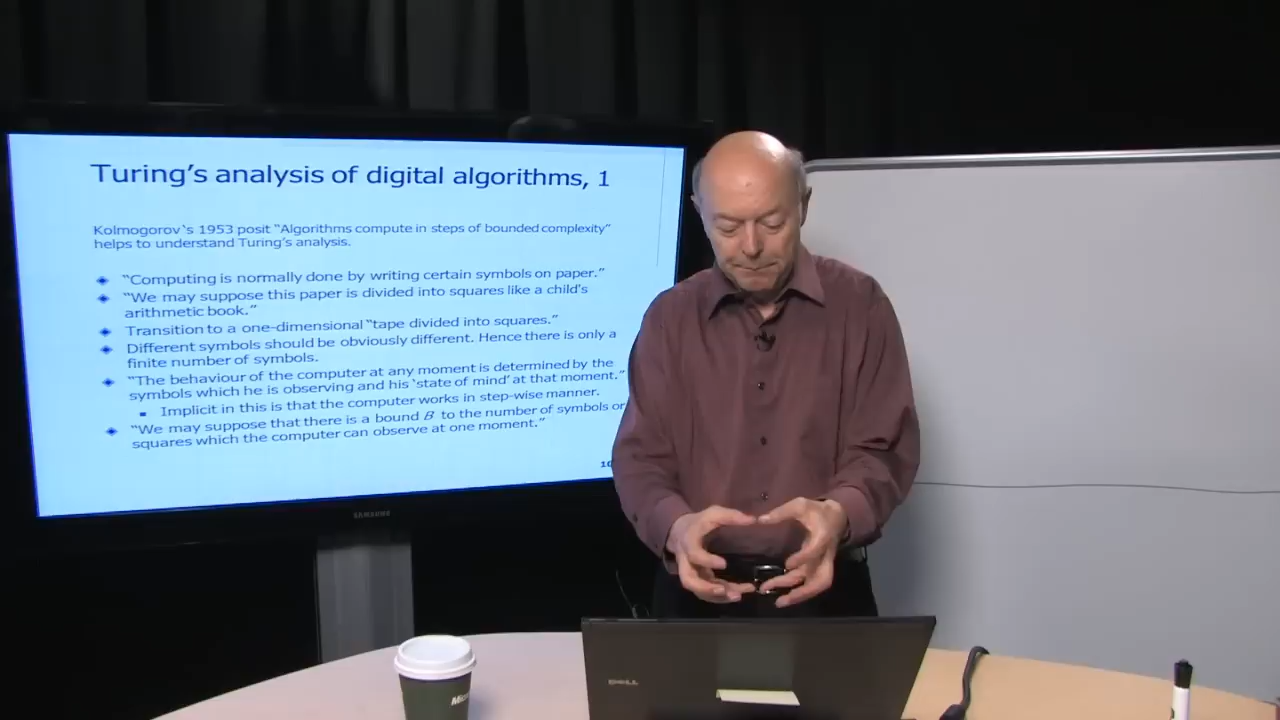 Turing's analysis of digital algorithms, 1
Kolmogorov's 1953 posit "Algorithms compute in steps of bounded complexity"
helps to understand Turing's analysis.
"Computing is normally done by writing certain symbols on paper."
"We may suppose this paper is divided into squares like a child's
arithmetic book."
Transition to a one-dimensional "tape divided into squares."
Different symbols should be obviously different. Hence there is only a
finite number of symbols.
"The behaviour of the computer at any moment is determined by the
symbols which he is observing and his 'state of mind' at that moment."
Implicit in this is that the computer works in step-wise manner.
"We may suppose that there is a bound B to the number of symbols or
squares which the computer can observe at one moment."
SAMSUNG
DELL